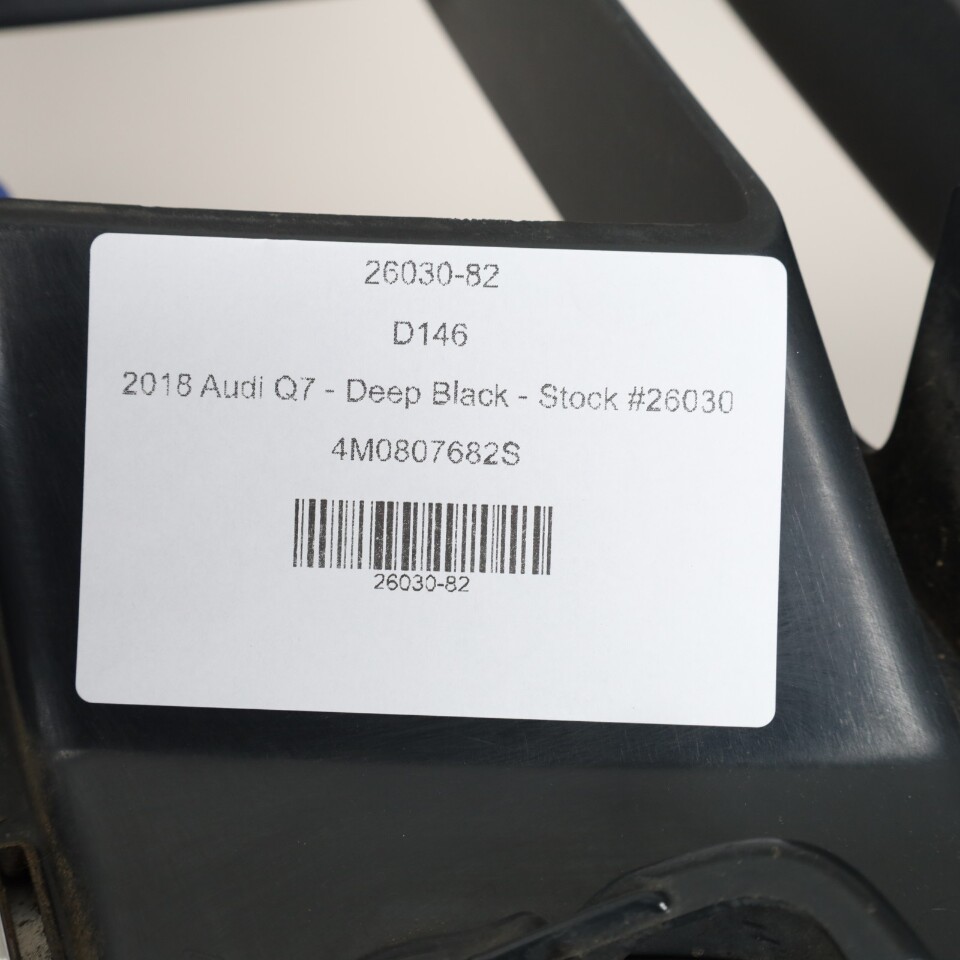 26030-82
D146
2018 Audi Q7 - Deep Black - Stock #26030
4M0807682S
26030-82